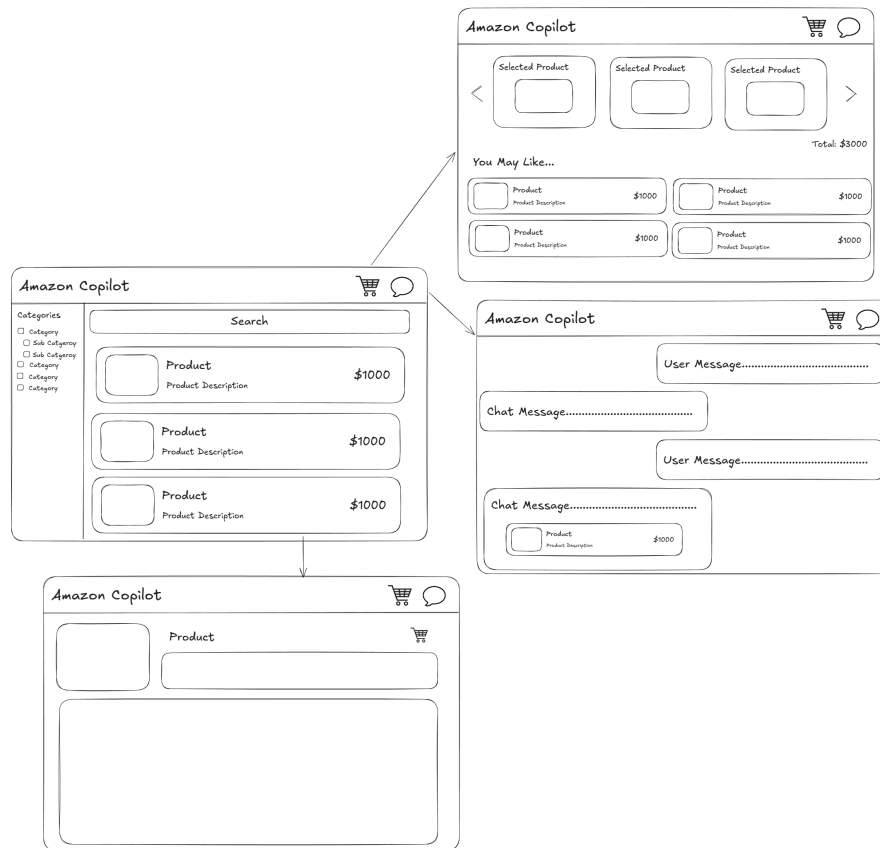 Amazon Copilot
Selected Product
Selected Product
Selected Product
Total: $3000
You May Like...
Product
Product Description
$1000
Product
Product Description
$1000
Product
Product Description
$1000
Product
Product Description
$1000
Amazon Copilot
Categories
Category
Sub Catgeroy
Sub Catgeroy
Category
Category
Category
Search
Product
Product Description
$1000
Product
Product Description
$1000
Product
Product Description
$1000
Amazon Copilot
User Message..........................................
Chat Message..........................................
User Message..........................................
Chat Message..........................................
Product
Product Description
$1000
Amazon Copilot
Product